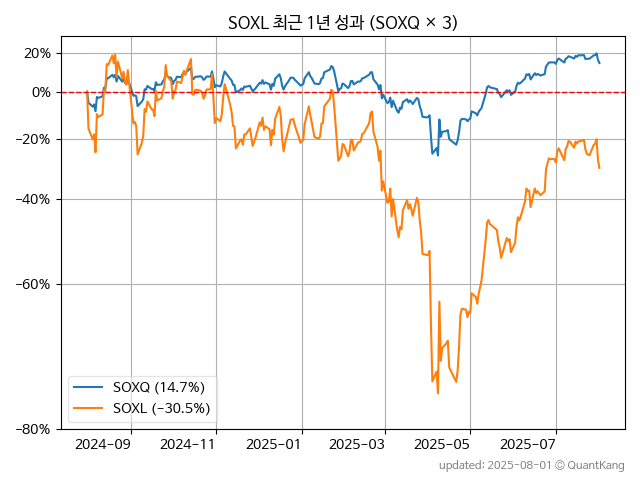 SOXL 최근 1년 성과 (SOXQ × 3)
20%
0%
−20%
−40%
−60%
−80%
SOXQ (14.7%)
SOXL (−30.5%)
2024-09 2024-11 2025-01 2025-03 2025-05 2025-07
updated: 2025-08-01 © QuantKang